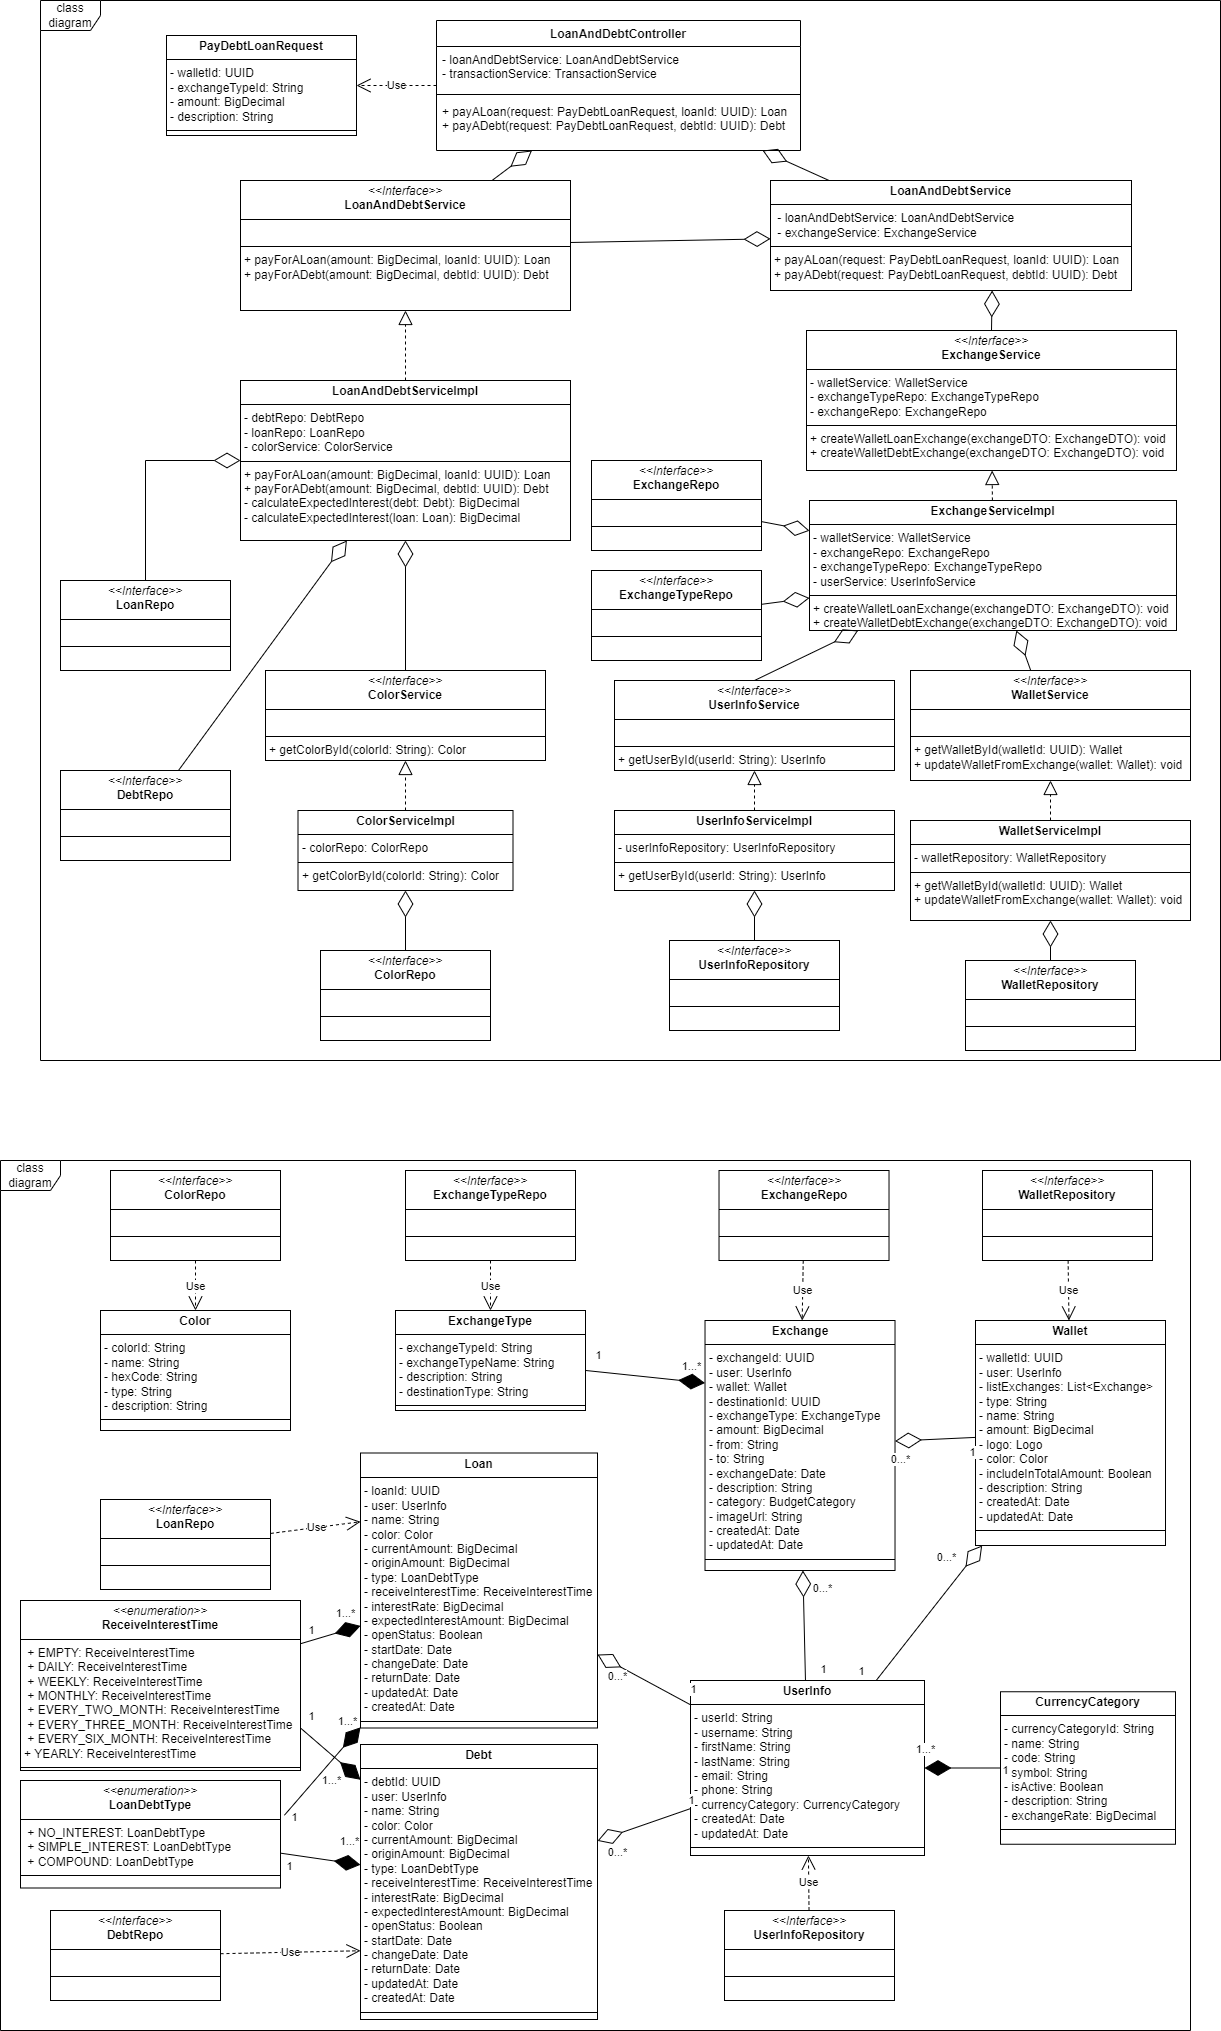 class
diagram
LoanAndDebtController
- loanAndDebtService: LoanAndDebtService
- transactionService: TransactionService
+ payALoan(request: PayDebtLoanRequest, loanId: UUID): Loan
+ payADebt(request: PayDebtLoanRequest, debtId: UUID): Debt
PayDebtLoanRequest
- walletId: UUID
- exchangeTypeId: String
- amount: BigDecimal
- description: String
Use
<<Interface>>
LoanAndDebtService
+ payForALoan(amount: BigDecimal, loanId: UUID): Loan
+ payForADebt(amount: BigDecimal, debtId: UUID): Debt
LoanAndDebtService
- loanAndDebtService: LoanAndDebtService
- exchangeService: ExchangeService
+ payALoan(request: PayDebtLoanRequest, loanId: UUID): Loan
+ payADebt(request: PayDebtLoanRequest, debtId: UUID): Debt
<<Interface>>
ExchangeService
- walletService: WalletService
- exchangeTypeRepo: ExchangeTypeRepo
- exchangeRepo: ExchangeRepo
+ createWalletLoanExchange(exchangeDTO: ExchangeDTO): void
+ createWalletDebtExchange(exchangeDTO: ExchangeDTO): void
LoanAndDebtServiceImpl
- debtRepo: DebtRepo
- loanRepo: LoanRepo
- colorService: ColorService
+ payForALoan(amount: BigDecimal, loanId: UUID): Loan
+ payForADebt(amount: BigDecimal, debtId: UUID): Debt
- calculateExpectedInterest(debt: Debt): BigDecimal
- calculateExpectedInterest(loan: Loan): BigDecimal
<<Interface>>
ExchangeRepo
ExchangeServiceImpl
- walletService: WalletService
- exchangeRepo: ExchangeRepo
- exchangeTypeRepo: ExchangeTypeRepo
- userService: UserInfoService
+ createWalletLoanExchange(exchangeDTO: ExchangeDTO): void
+ createWalletDebtExchange(exchangeDTO: ExchangeDTO): void
<<Interface>>
ExchangeTypeRepo
<<Interface>>
LoanRepo
<<Interface>>
ColorService
+ getColorById(colorId: String): Color
<<Interface>>
UserInfoService
+ getUserById(userId: String): UserInfo
<<Interface>>
WalletService
+ getWalletById(walletId: UUID): Wallet
+ updateWalletFromExchange(wallet: Wallet): void
<<Interface>>
DebtRepo
ColorServiceImpl
- colorRepo: ColorRepo
+ getColorById(colorId: String): Color
UserInfoServiceImpl
- userInfoRepository: UserInfoRepository
+ getUserById(userId: String): UserInfo
WalletServiceImpl
- walletRepository: WalletRepository
+ getWalletById(walletId: UUID): Wallet
+ updateWalletFromExchange(wallet: Wallet): void
<<Interface>>
ColorRepo
<<Interface>>
UserInfoRepository
<<Interface>>
WalletRepository
class
diagram
<<Interface>>
ColorRepo
<<Interface>>
ExchangeTypeRepo
<<Interface>>
ExchangeRepo
<<Interface>>
WalletRepository
Use
Use
Use
Use
Color
- colorId: String
- name: String
- hexCode: String
- type: String
- description: String
ExchangeType
- exchangeTypeId: String
- exchangeTypeName: String
- description: String
- destinationType: String
1
1...*
Exchange
- exchangeId: UUID
- user: UserInfo
- wallet: Wallet
- destinationId: UUID
- exchangeType: ExchangeType
- amount: BigDecimal
- from: String
- to: String
- exchangeDate: Date
- description: String
- category: BudgetCategory
- imageUrl: String
- createdAt: Date
- updatedAt: Date
0...*
1
Wallet
- walletId: UUID
- user: UserInfo
- listExchanges: List<Exchange>
- type: String
- name: String
- amount: BigDecimal
- logo: Logo
- color: Color
- includeInTotalAmount: Boolean
- description: String
- createdAt: Date
- updatedAt: Date
0...*
0...*
1
1
<<Interface>>
LoanRepo
Use
Loan
- loanId: UUID
- user: UserInfo
- name: String
- color: Color
- currentAmount: BigDecimal
- originAmount: BigDecimal
- type: LoanDebtType
- receiveInterestTime: ReceiveInterestTime
- interestRate: BigDecimal
- expectedInterestAmount: BigDecimal
- openStatus: Boolean
- startDate: Date
- changeDate: Date
- returnDate: Date
- updatedAt: Date
- createdAt: Date
<<enumeration>>
ReceiveInterestTime
+ EMPTY: ReceiveInterestTime
+ DAILY: ReceiveInterestTime
+ WEEKLY: ReceiveInterestTime
+ MONTHLY: ReceiveInterestTime
+ EVERY_TWO_MONTH: ReceiveInterestTime
+ EVERY_THREE_MONTH: ReceiveInterestTime
+ EVERY_SIX_MONTH: ReceiveInterestTime
+ YEARLY: ReceiveInterestTime
1
1...*
1
1...*
1...*
1
0...*
1
<<enumeration>>
LoanDebtType
+ NO_INTEREST: LoanDebtType
+ SIMPLE_INTEREST: LoanDebtType
+ COMPOUND: LoanDebtType
1
1...*
Debt
- debtId: UUID
- user: UserInfo
- name: String
- color: Color
- currentAmount: BigDecimal
- originAmount: BigDecimal
- type: LoanDebtType
- receiveInterestTime: ReceiveInterestTime
- interestRate: BigDecimal
- expectedInterestAmount: BigDecimal
- openStatus: Boolean
- startDate: Date
- changeDate: Date
- returnDate: Date
- updatedAt: Date
- createdAt: Date
0...*
1
UserInfo
- userId: String
- username: String
- firstName: String
- lastName: String
- email: String
- phone: String
- currencyCategory: CurrencyCategory
- createdAt: Date
- updatedAt: Date
1...*
1
CurrencyCategory
- currencyCategoryId: String
- name: String
- code: String
- symbol: String
- isActive: Boolean
- description: String
- exchangeRate: BigDecimal
<<Interface>>
DebtRepo
Use
Use
<<Interface>>
UserInfoRepository